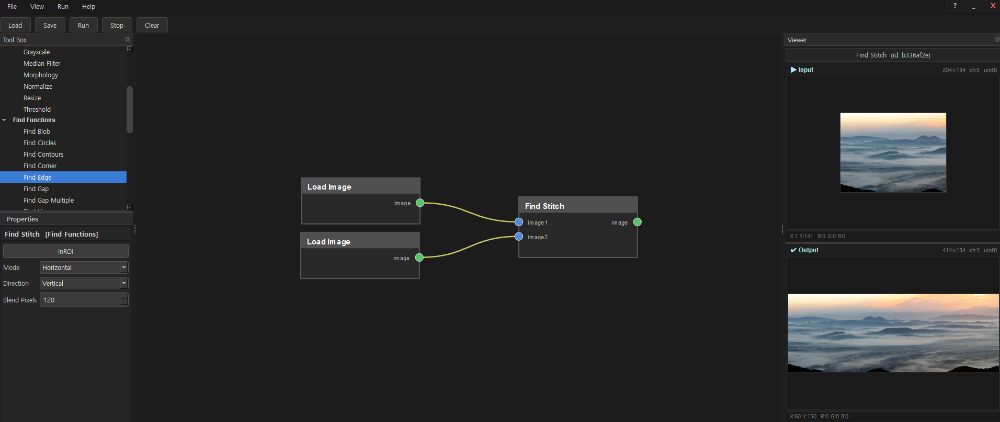 File View Run Help
? _ X
Load Save Run Stop Clear
Tool Box
Grayscale
Median Filter
Morphology
Normalize
Resize
Threshold
Find Functions
Find Blob
Find Circles
Find Contours
Find Corner
Find Edge
Find Gap
Find Gap Multiple
Properties
Find Stitch [Find Functions]
inROI
Mode Horizontal
Direction Vertical
Blend Pixels 120
Load Image
image
Load Image
image
Find Stitch
image1 image
image2
Viewer
Find Stitch (id: b336af2e)
Input 204×154 ch:3 uint8
X:1 Y:141 R:0 G:0 B:0
Output 414×154 ch:3 uint8
X:60 Y:150 R:0 G:0 B:0